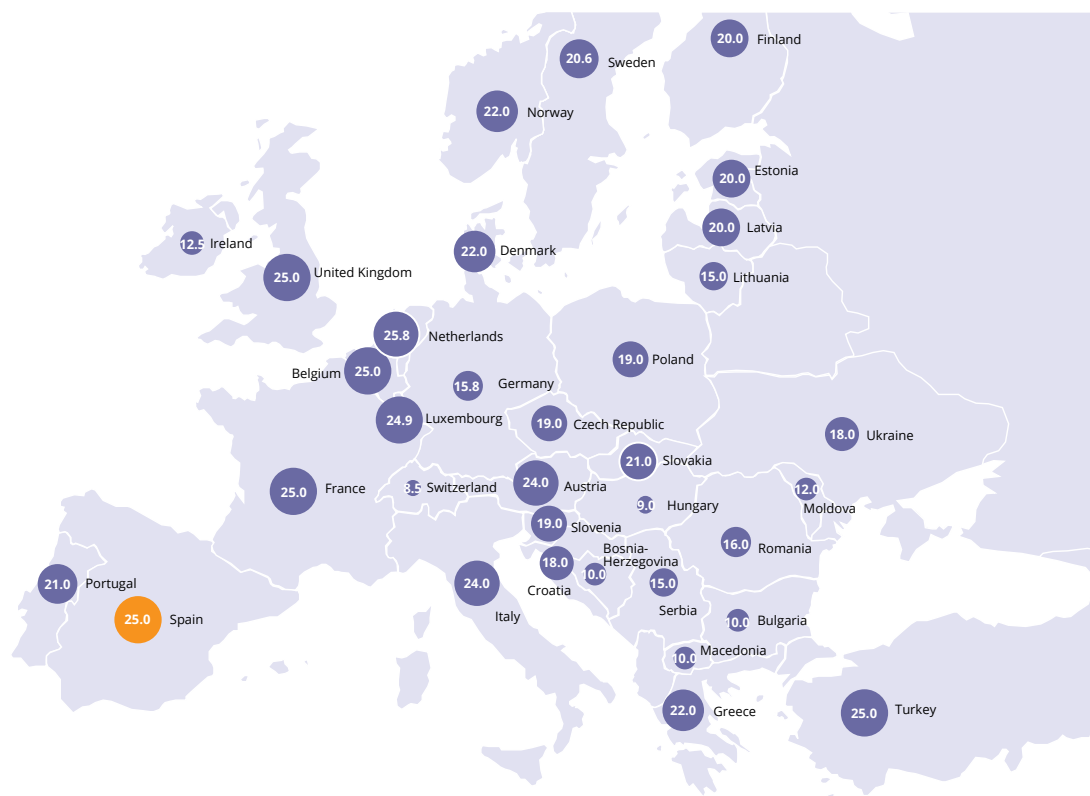 20.0 Finland
20.6 Sweden
22.0 Norway
20.0 Estonia
20.0 Latvia
12.5 Ireland
22.0 Denmark
25.0 United Kingdom
15.0 Lithuania
25.8 Netherlands
19.0 Poland
Belgium 25.0
15.8 Germany
24.9 Luxembourg
19.0 Czech Republic
18.0 Ukraine
21.0 Slovakia
25.0 France
8.5 Switzerland
24.0 Austria
12.0
Moldova
9.0 Hungary
19.0 Slovenia
16.0 Romania
Bosnia-
Herzegovina
10.0
18.0
Croatia
21.0 Portugal
24.0
Italy
15.0
Serbia
25.0 Spain
10.0 Bulgaria
Macedonia
10.0
22.0 Greece
25.0 Turkey